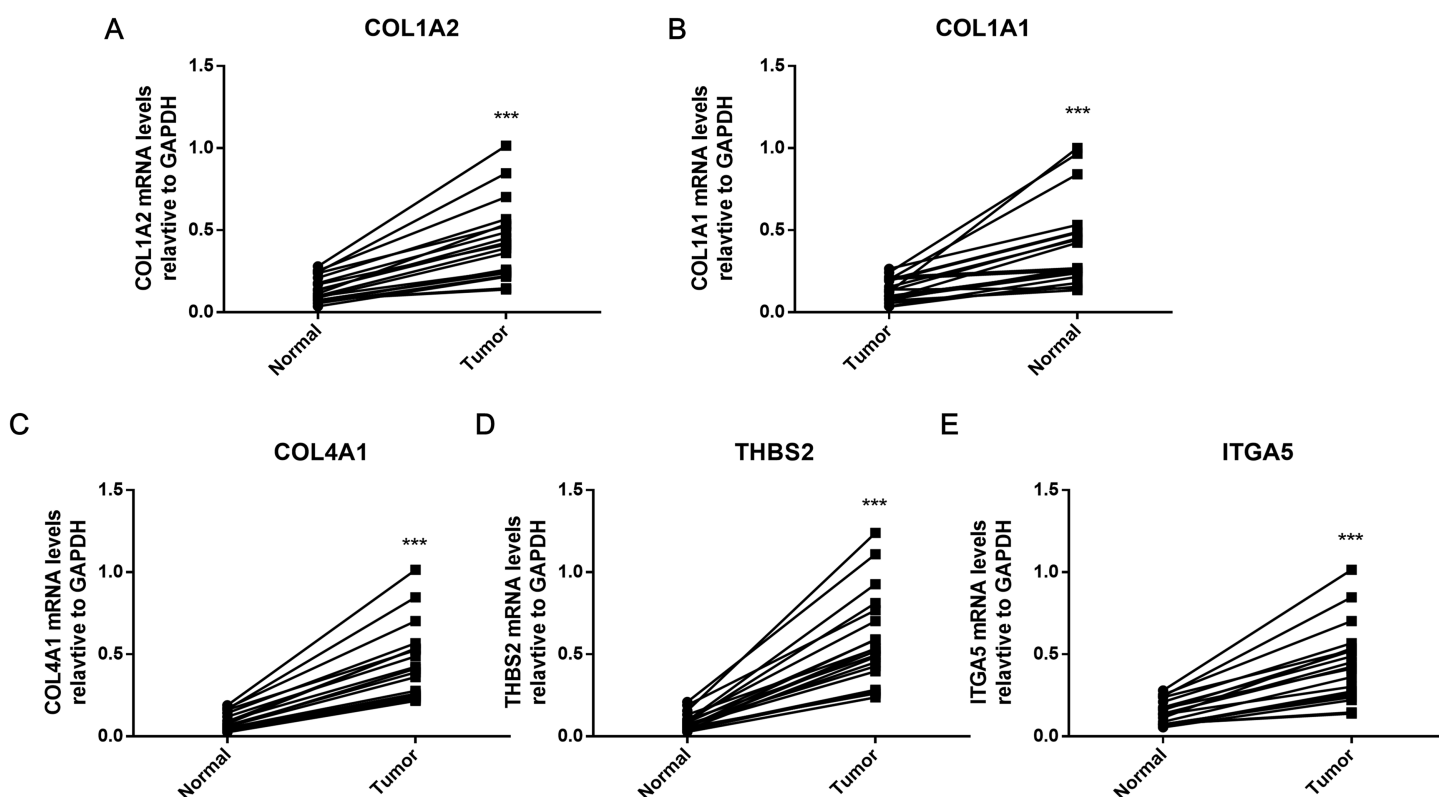 A
COL1A2
COL1A2 mRNA levels
relavtive to GAPDH
1.5
1.0
0.5
0.0
***
Normal
Tumor
B
COL1A1
COL1A1 mRNA levels
relavtive to GAPDH
1.5
1.0
0.5
0.0
***
Tumor
Normal
C
COL4A1
COL4A1 mRNA levels
relavtive to GAPDH
1.5
1.0
0.5
0.0
***
Normal
Tumor
D
THBS2
THBS2 mRNA levels
relavtive to GAPDH
1.5
1.0
0.5
0.0
***
Normal
Tumor
E
ITGA5
ITGA5 mRNA levels
relavtive to GAPDH
1.5
1.0
0.5
0.0
***
Normal
Tumor